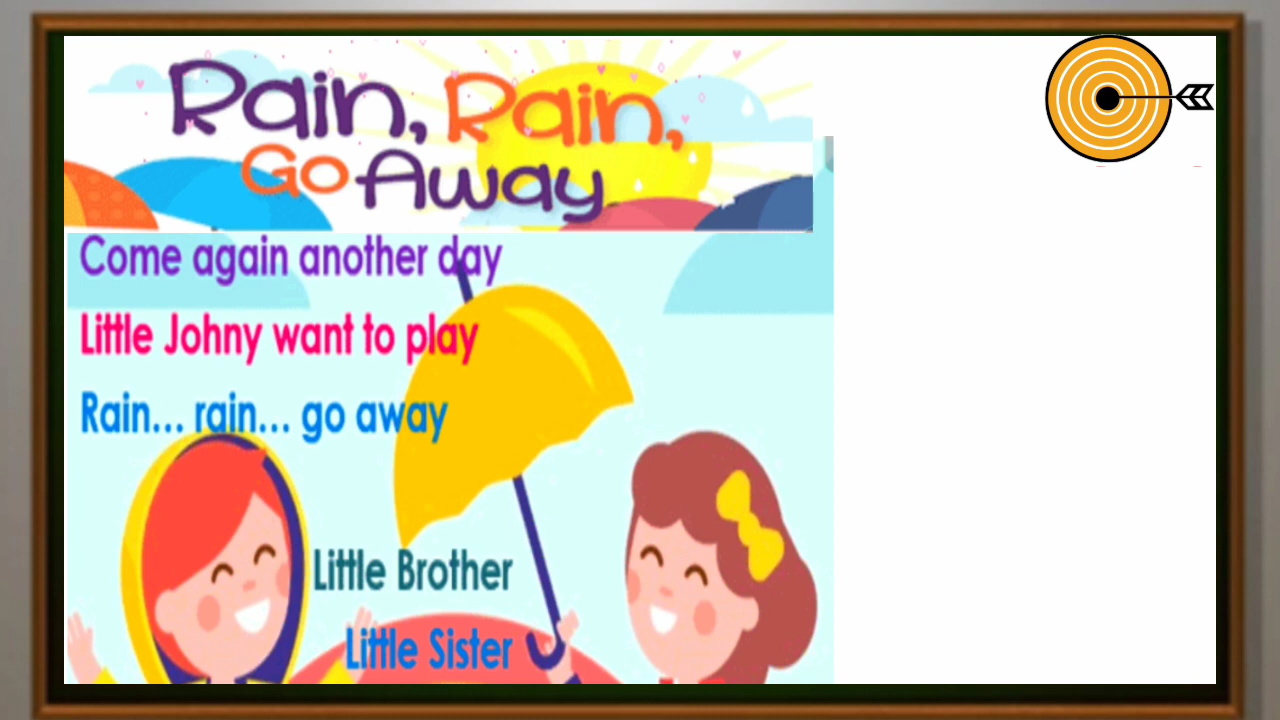 Rain, Rain,
Go Away
Come again another day
Little Johny want to play
Rain... rain... go away
Little Brother
Little Sister